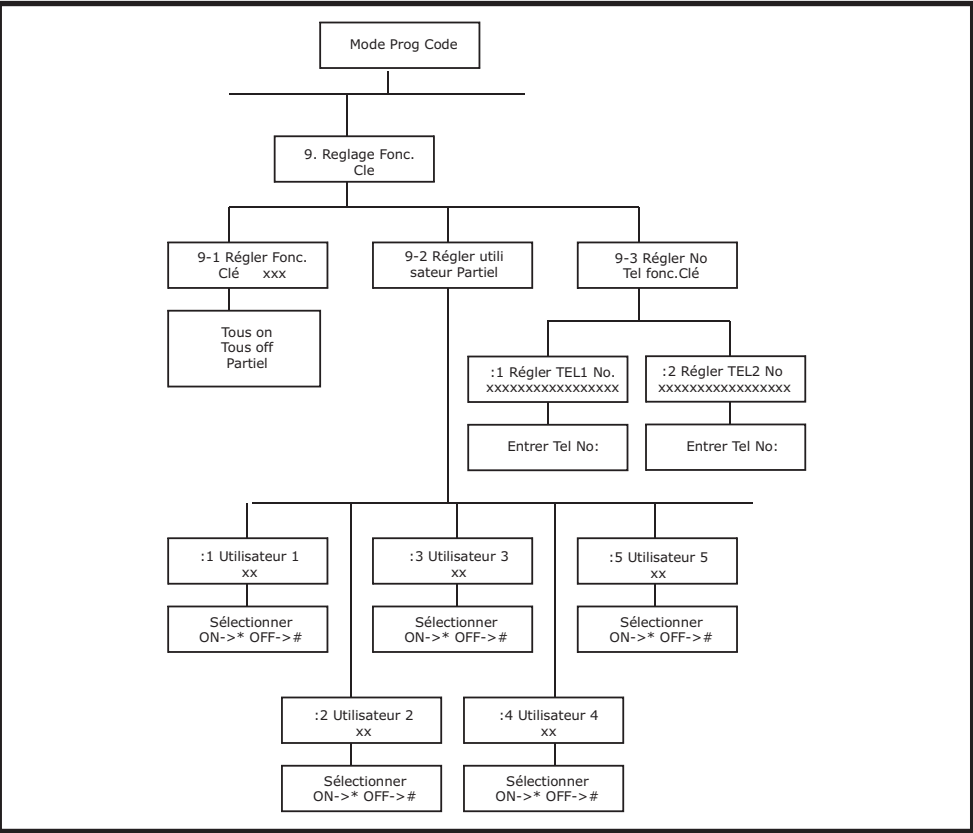 Mode Prog Code
9. Reglage Fonc.
Cle
9-1 Régler Fonc.
Clé xxx
9-2 Régler utili
sateur Partiel
9-3 Régler No
Tel fonc.Clé
Tous on
Tous off
Partiel
:1 Régler TEL1 No.
xxxxxxxxxxxxxxxxx
:2 Régler TEL2 No
xxxxxxxxxxxxxxxxx
Entrer Tel No:
Entrer Tel No:
:1 Utilisateur 1
xx
:3 Utilisateur 3
xx
:5 Utilisateur 5
xx
Sélectionner
ON->* OFF->#
Sélectionner
ON->* OFF->#
Sélectionner
ON->* OFF->#
:2 Utilisateur 2
xx
:4 Utilisateur 4
xx
Sélectionner
ON->* OFF->#
Sélectionner
ON->* OFF->#